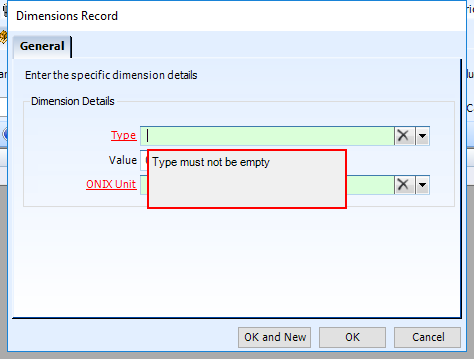 Dimensions Record
General
Enter the specific dimension details
Dimension Details
Type
Type must not be empty
Value
ONIX Unit
OK and New
OK
Cancel